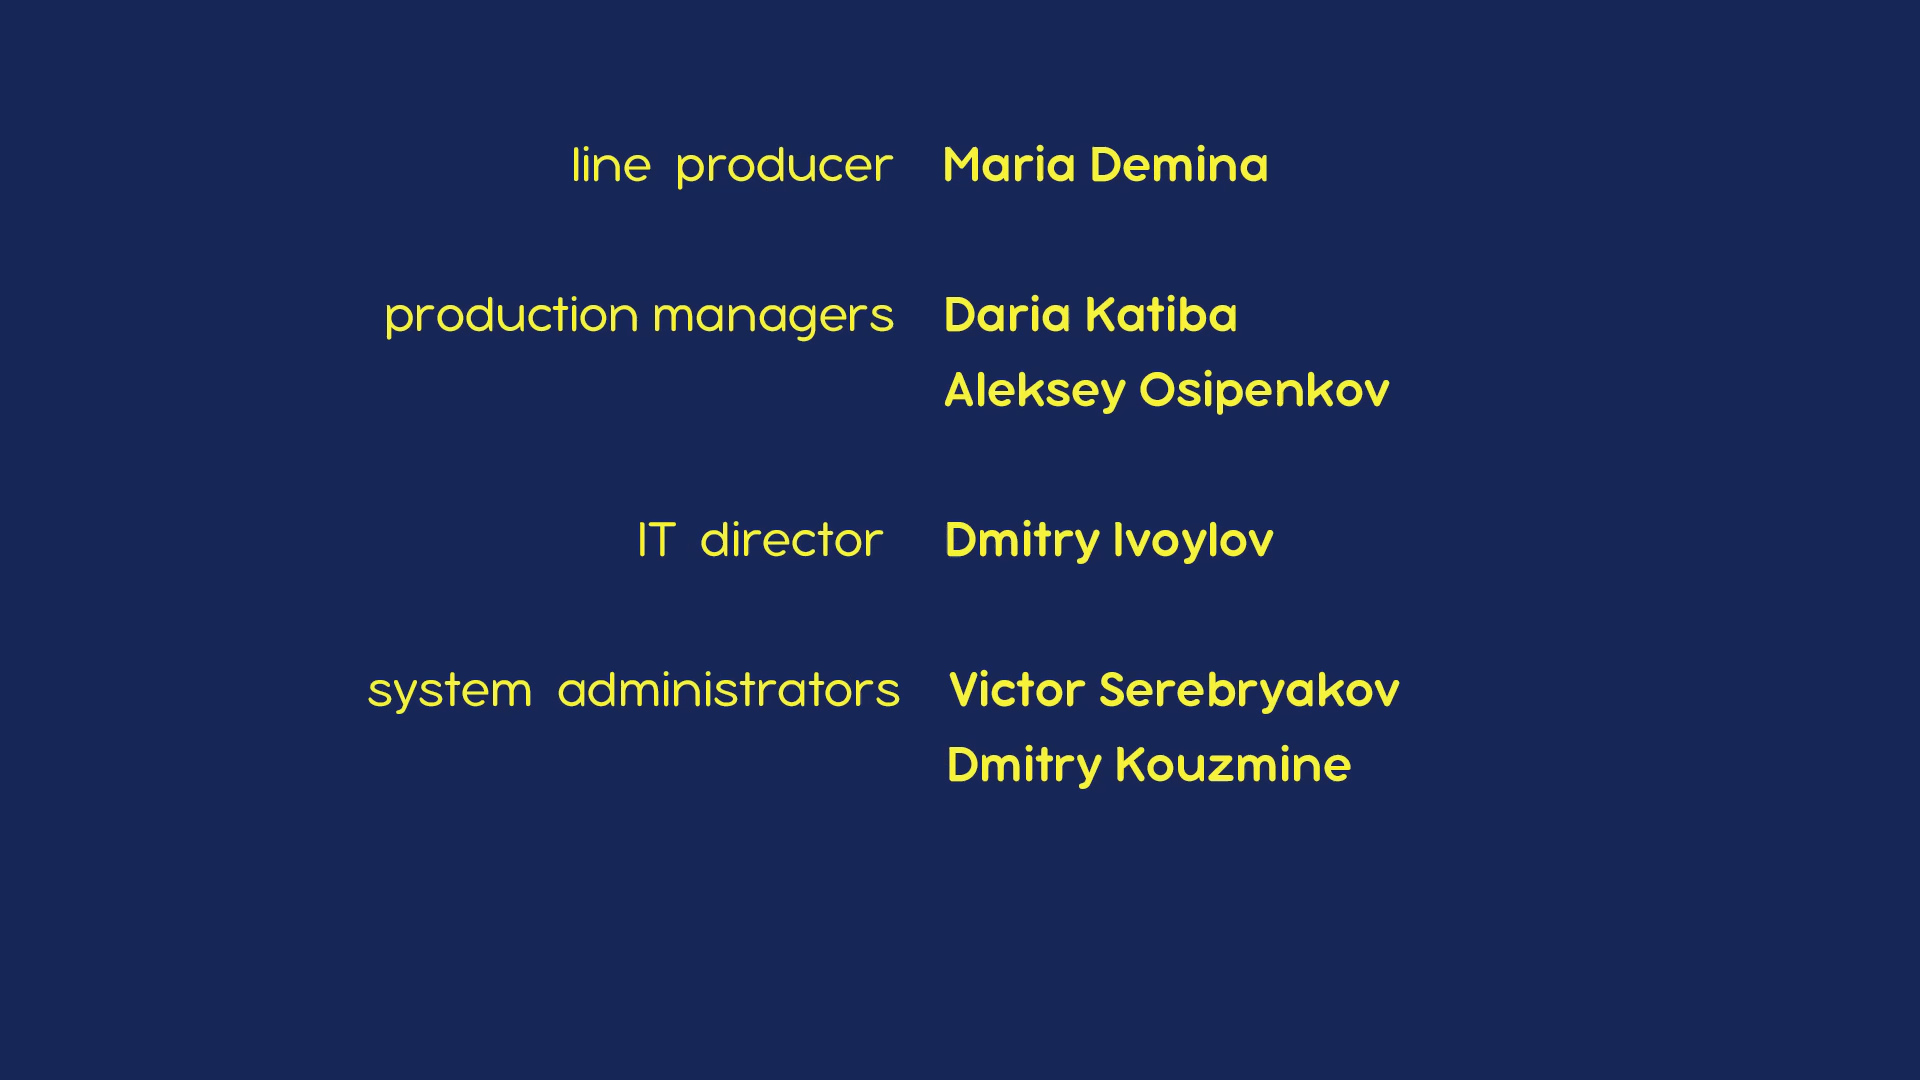 line producer Maria Demina
production managers Daria Katiba
Aleksey Osipenkov
IT director Dmitry Ivoylov
system administrators Victor Serebryakov
Dmitry Kouzmine